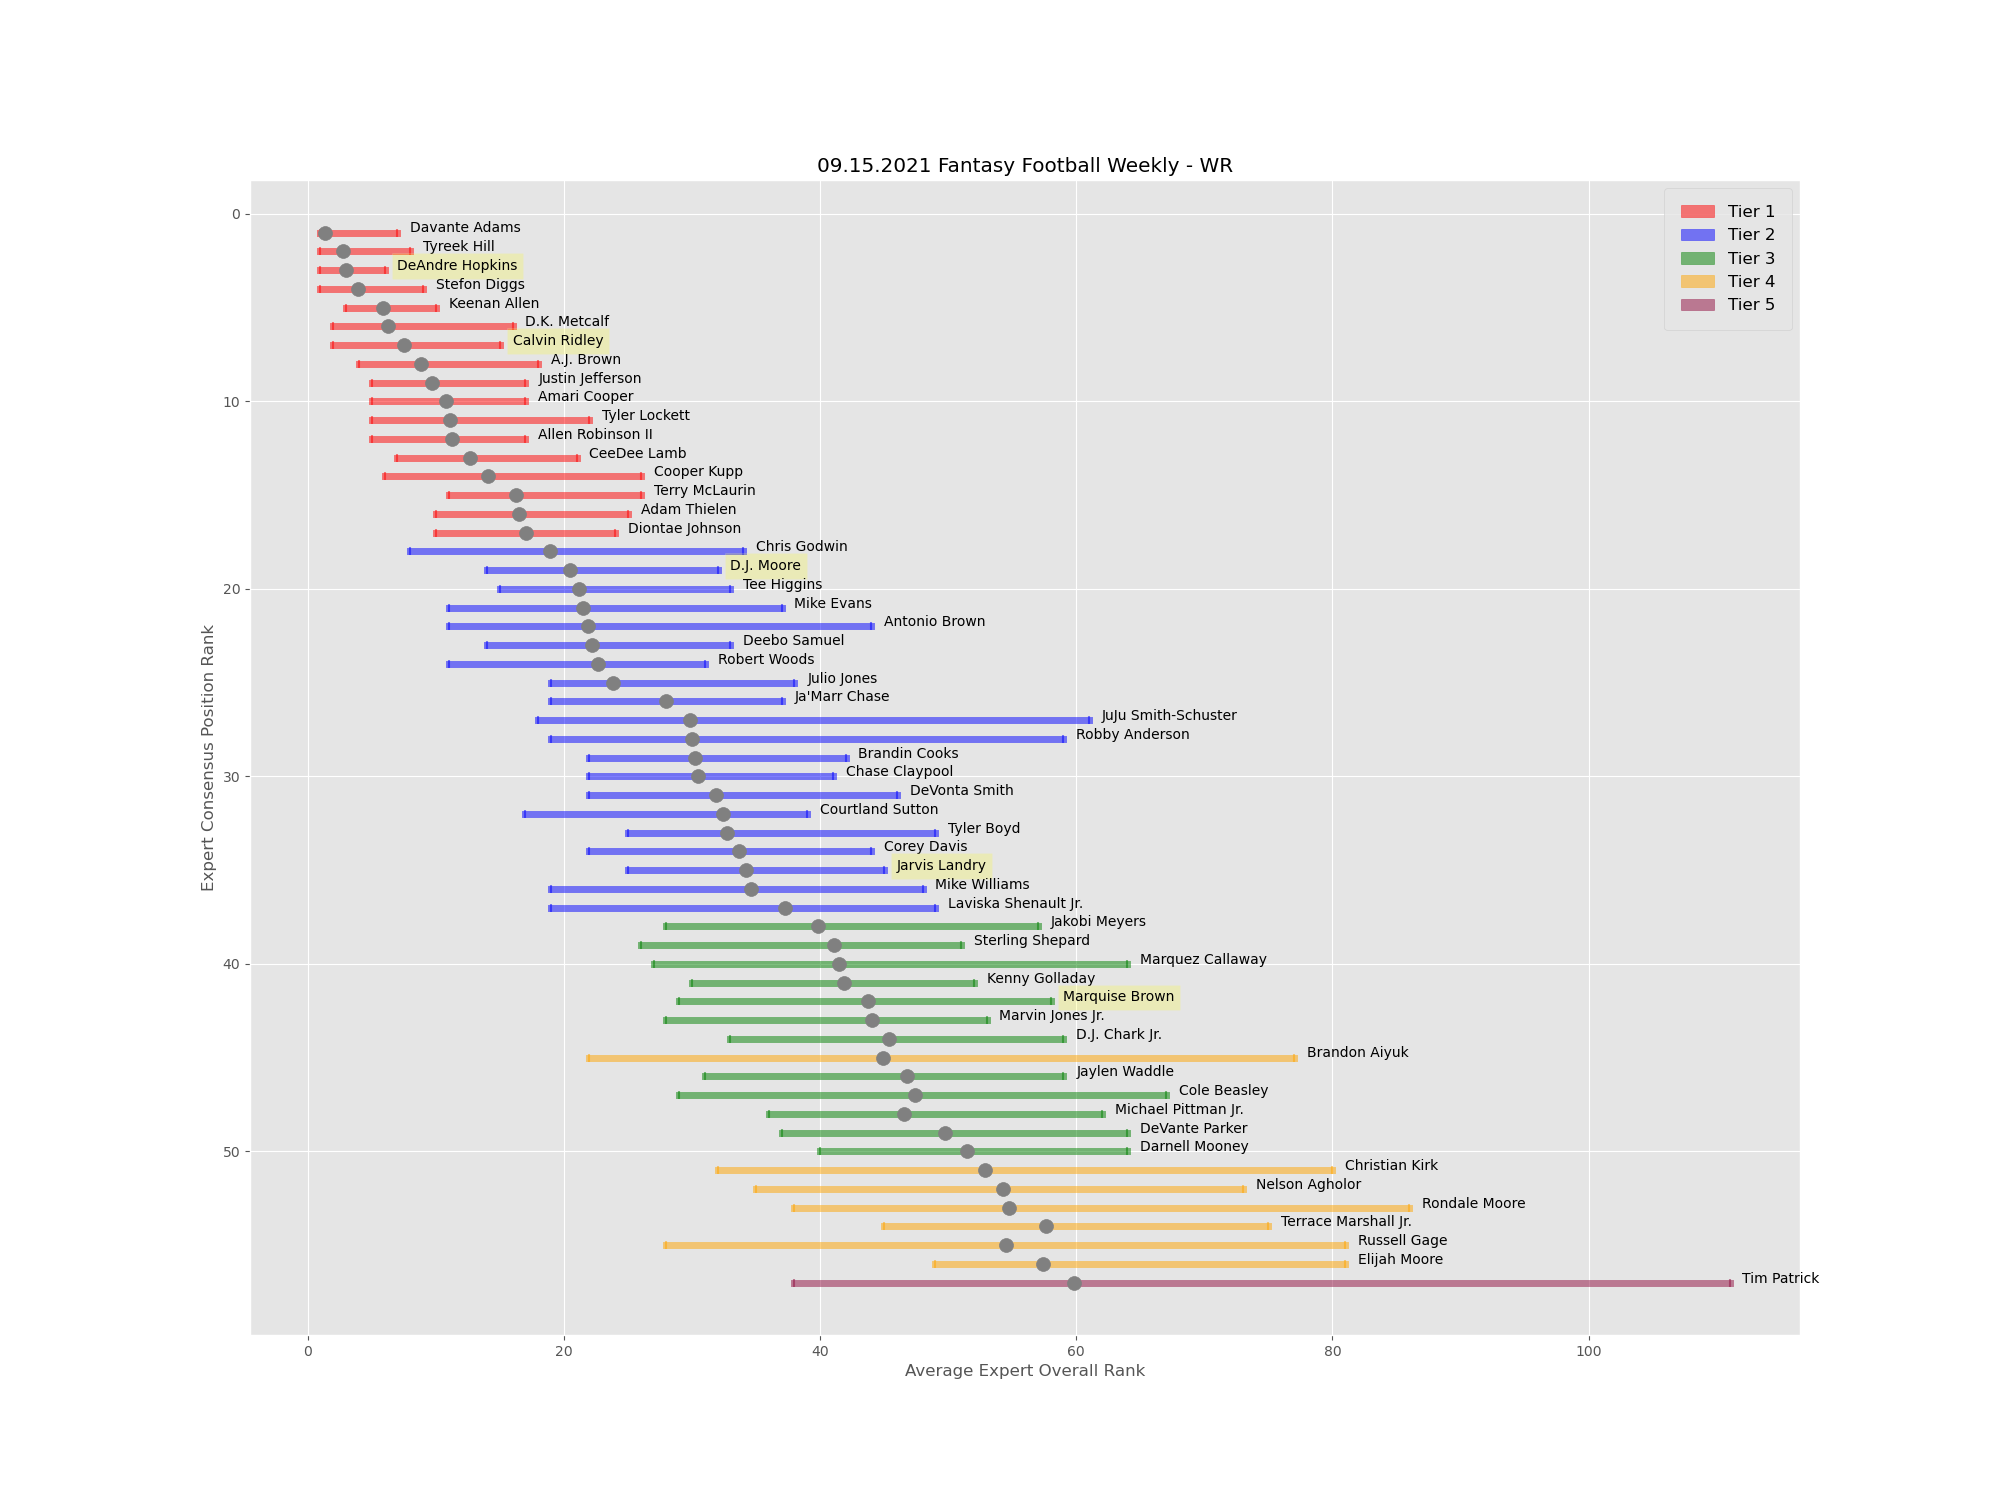 09.15.2021 Fantasy Football Weekly - WR
Tier 1
Tier 2
Tier 3
Tier 4
Tier 5
Expert Consensus Position Rank
0
10
20
30
40
50
Davante Adams
Tyreek Hill
DeAndre Hopkins
Stefon Diggs
Keenan Allen
D.K. Metcalf
Calvin Ridley
A.J. Brown
Justin Jefferson
Amari Cooper
Tyler Lockett
Allen Robinson II
CeeDee Lamb
Cooper Kupp
Terry McLaurin
Adam Thielen
Diontae Johnson
Chris Godwin
D.J. Moore
Tee Higgins
Mike Evans
Antonio Brown
Deebo Samuel
Robert Woods
Julio Jones
Ja'Marr Chase
JuJu Smith-Schuster
Robby Anderson
Brandin Cooks
Chase Claypool
DeVonta Smith
Courtland Sutton
Tyler Boyd
Corey Davis
Jarvis Landry
Mike Williams
Laviska Shenault Jr.
Jakobi Meyers
Sterling Shepard
Marquez Callaway
Kenny Golladay
Marquise Brown
Marvin Jones Jr.
D.J. Chark Jr.
Brandon Aiyuk
Jaylen Waddle
Cole Beasley
Michael Pittman Jr.
DeVante Parker
Darnell Mooney
Christian Kirk
Nelson Agholor
Rondale Moore
Terrace Marshall Jr.
Russell Gage
Elijah Moore
Tim Patrick
0 20 40 60 80 100
Average Expert Overall Rank